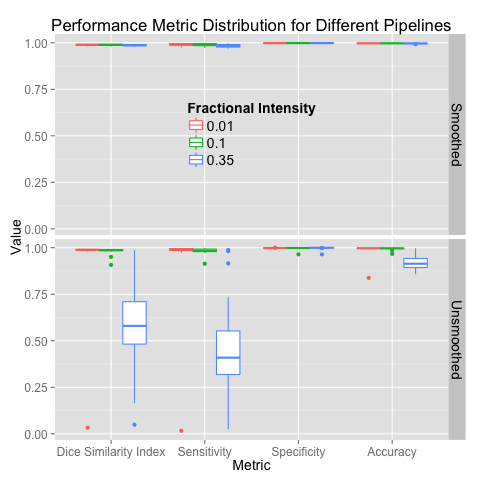 Performance Metric Distribution for Different Pipelines
1.00
0.75
0.50
0.25
0.00
Fractional Intensity
0.01
0.1
0.35
Smoothed
Value
1.00
0.75
0.50
0.25
0.00
Unsmoothed
Dice Similarity Index Sensitivity Specificity Accuracy
Metric